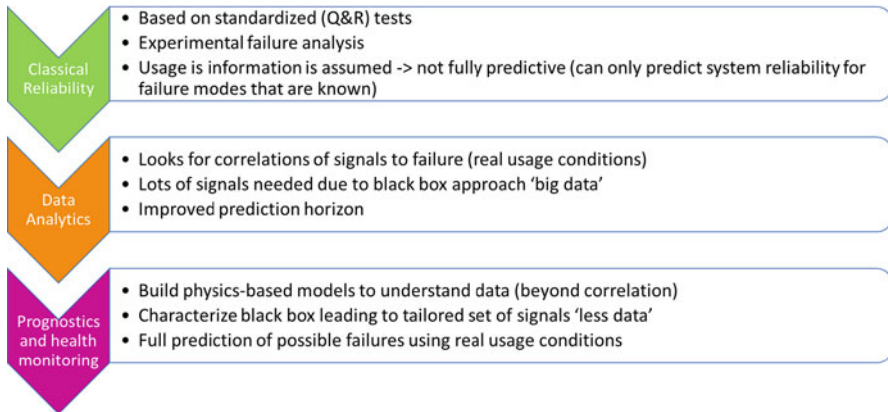 Classical
Reliability
• Based on standardized (Q&R) tests
• Experimental failure analysis
• Usage is information is assumed -> not fully predictive (can only predict system reliability for
failure modes that are known)
Data
Analytics
• Looks for correlations of signals to failure (real usage conditions)
• Lots of signals needed due to black box approach ‘big data’
• Improved prediction horizon
Prognostics
and health
monitoring
• Build physics-based models to understand data (beyond correlation)
• Characterize black box leading to tailored set of signals ‘less data’
• Full prediction of possible failures using real usage conditions